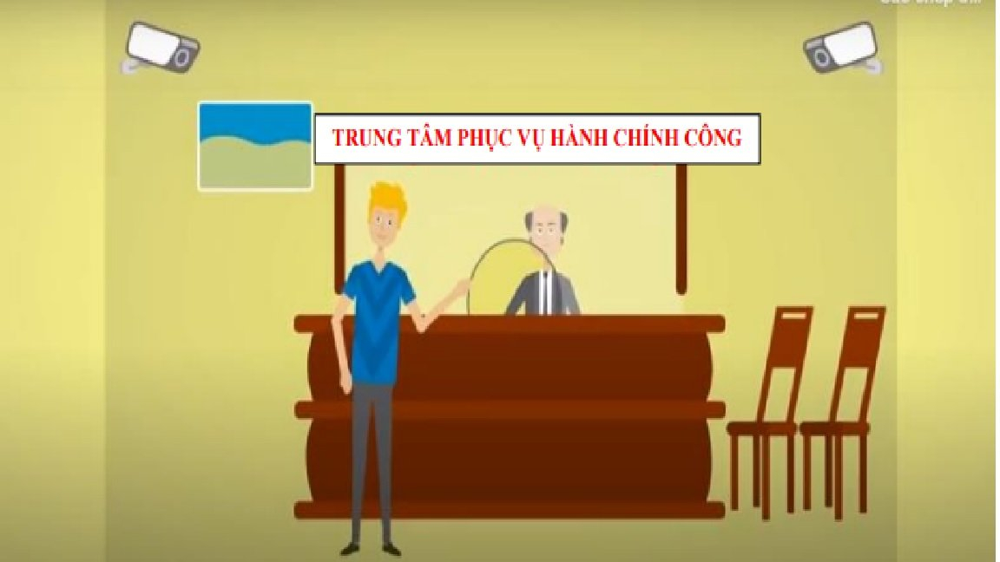 TRUNG TÂM PHỤC VỤ HÀNH CHÍNH CÔNG